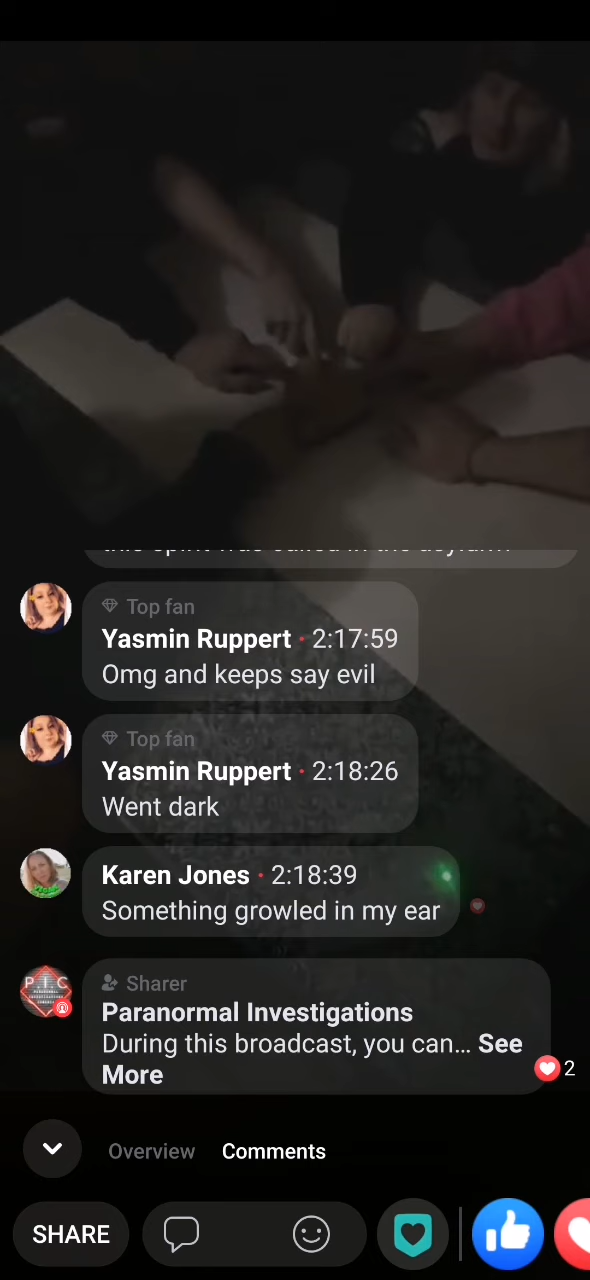 Top fan
Yasmin Ruppert · 2:17:59
Omg and keeps say evil
Top fan
Yasmin Ruppert · 2:18:26
Went dark
Karen Jones · 2:18:39
Something growled in my ear
P I C
Sharer
Paranormal Investigations
During this broadcast, you can... See
More
2
Overview Comments
SHARE